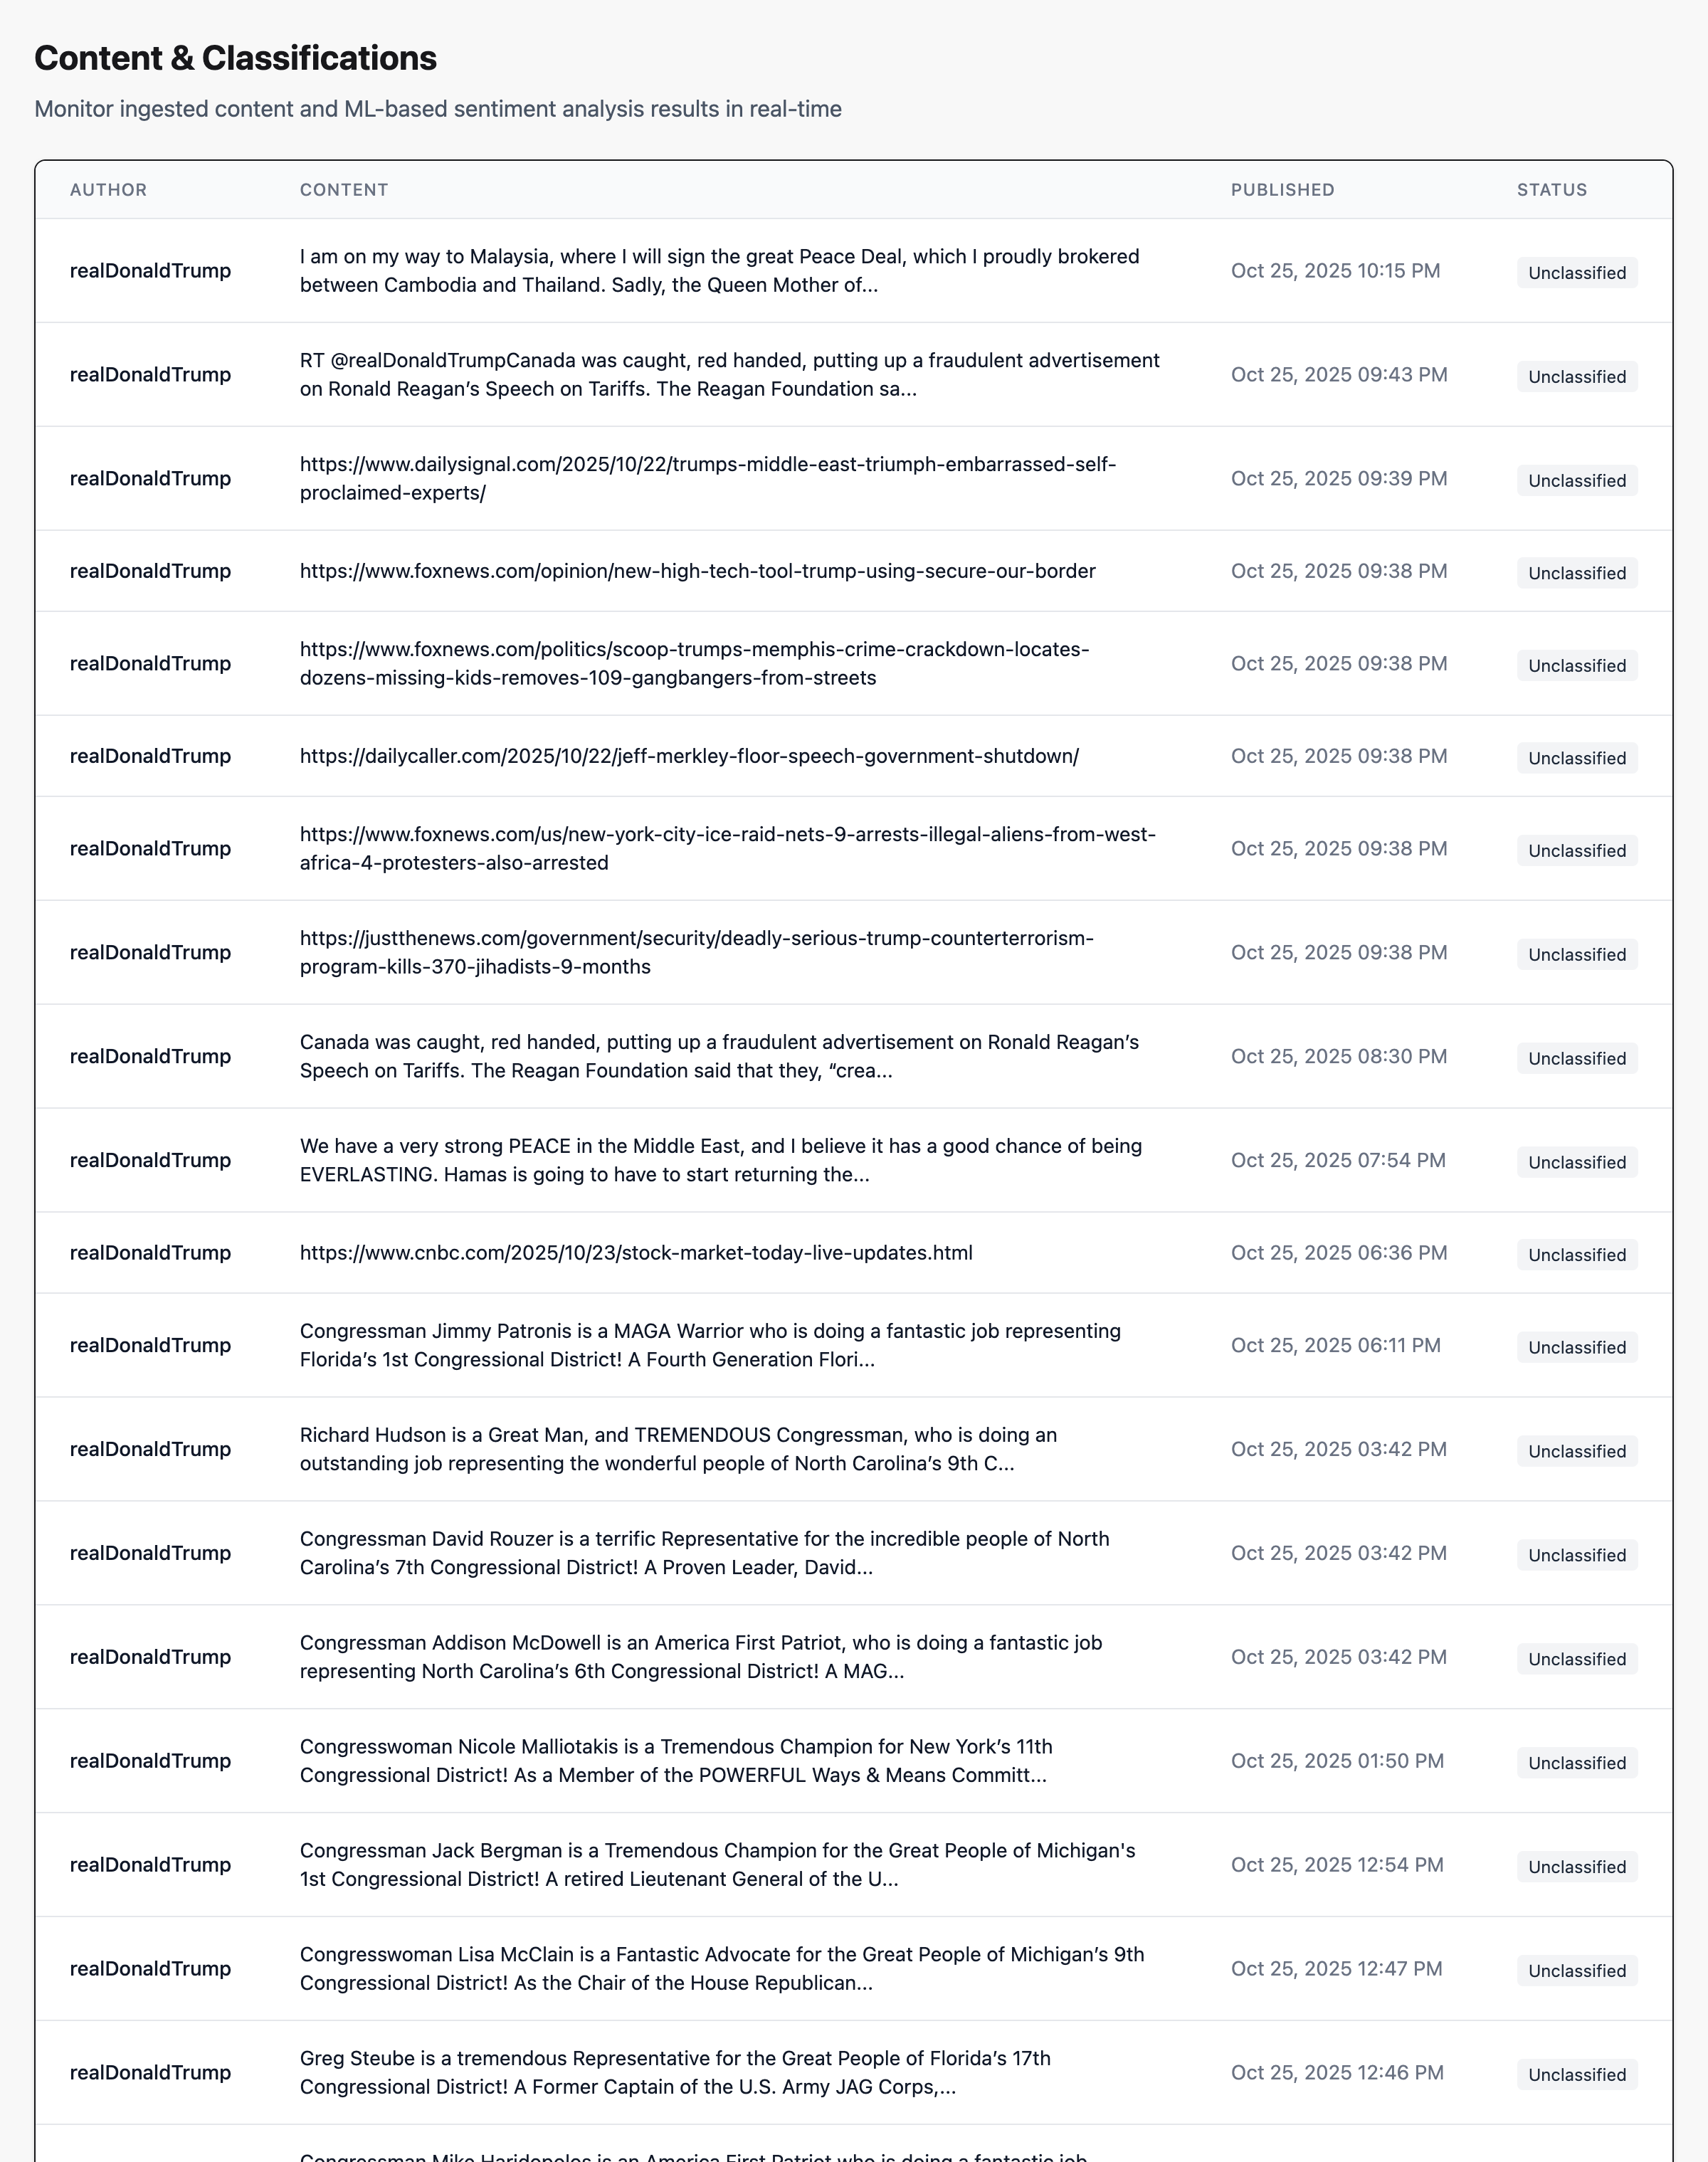 Content & Classifications
Monitor ingested content and ML-based sentiment analysis results in real-time
AUTHOR CONTENT PUBLISHED STATUS
realDonaldTrump
I am on my way to Malaysia, where I will sign the great Peace Deal, which I proudly brokered
between Cambodia and Thailand. Sadly, the Queen Mother of...
Oct 25, 2025 10:15 PM
Unclassified
realDonaldTrump
RT @realDonaldTrumpCanada was caught, red handed, putting up a fraudulent advertisement
on Ronald Reagan’s Speech on Tariffs. The Reagan Foundation sa...
Oct 25, 2025 09:43 PM
Unclassified
realDonaldTrump
https://www.dailysignal.com/2025/10/22/trumps-middle-east-triumph-embarrassed-self-
proclaimed-experts/
Oct 25, 2025 09:39 PM
Unclassified
realDonaldTrump
https://www.foxnews.com/opinion/new-high-tech-tool-trump-using-secure-our-border
Oct 25, 2025 09:38 PM
Unclassified
realDonaldTrump
https://www.foxnews.com/politics/scoop-trumps-memphis-crime-crackdown-locates-
dozens-missing-kids-removes-109-gangbangers-from-streets
Oct 25, 2025 09:38 PM
Unclassified
realDonaldTrump
https://dailycaller.com/2025/10/22/jeff-merkley-floor-speech-government-shutdown/
Oct 25, 2025 09:38 PM
Unclassified
realDonaldTrump
https://www.foxnews.com/us/new-york-city-ice-raid-nets-9-arrests-illegal-aliens-from-west-
africa-4-protesters-also-arrested
Oct 25, 2025 09:38 PM
Unclassified
realDonaldTrump
https://justthenews.com/government/security/deadly-serious-trump-counterterrorism-
program-kills-370-jihadists-9-months
Oct 25, 2025 09:38 PM
Unclassified
realDonaldTrump
Canada was caught, red handed, putting up a fraudulent advertisement on Ronald Reagan’s
Speech on Tariffs. The Reagan Foundation said that they, “crea...
Oct 25, 2025 08:30 PM
Unclassified
realDonaldTrump
We have a very strong PEACE in the Middle East, and I believe it has a good chance of being
EVERLASTING. Hamas is going to have to start returning the...
Oct 25, 2025 07:54 PM
Unclassified
realDonaldTrump
https://www.cnbc.com/2025/10/23/stock-market-today-live-updates.html
Oct 25, 2025 06:36 PM
Unclassified
realDonaldTrump
Congressman Jimmy Patronis is a MAGA Warrior who is doing a fantastic job representing
Florida’s 1st Congressional District! A Fourth Generation Flori...
Oct 25, 2025 06:11 PM
Unclassified
realDonaldTrump
Richard Hudson is a Great Man, and TREMENDOUS Congressman, who is doing an
outstanding job representing the wonderful people of North Carolina’s 9th C...
Oct 25, 2025 03:42 PM
Unclassified
realDonaldTrump
Congressman David Rouzer is a terrific Representative for the incredible people of North
Carolina’s 7th Congressional District! A Proven Leader, David...
Oct 25, 2025 03:42 PM
Unclassified
realDonaldTrump
Congressman Addison McDowell is an America First Patriot, who is doing a fantastic job
representing North Carolina’s 6th Congressional District! A MAG...
Oct 25, 2025 03:42 PM
Unclassified
realDonaldTrump
Congresswoman Nicole Malliotakis is a Tremendous Champion for New York’s 11th
Congressional District! As a Member of the POWERFUL Ways & Means Committ...
Oct 25, 2025 01:50 PM
Unclassified
realDonaldTrump
Congressman Jack Bergman is a Tremendous Champion for the Great People of Michigan's
1st Congressional District! A retired Lieutenant General of the U...
Oct 25, 2025 12:54 PM
Unclassified
realDonaldTrump
Congresswoman Lisa McClain is a Fantastic Advocate for the Great People of Michigan’s 9th
Congressional District! As the Chair of the House Republican...
Oct 25, 2025 12:47 PM
Unclassified
realDonaldTrump
Greg Steube is a tremendous Representative for the Great People of Florida’s 17th
Congressional District! A Former Captain of the U.S. Army JAG Corps,...
Oct 25, 2025 12:46 PM
Unclassified
Congressman Mike Haridopolos is an America First Patriot who is doing a fantastic job